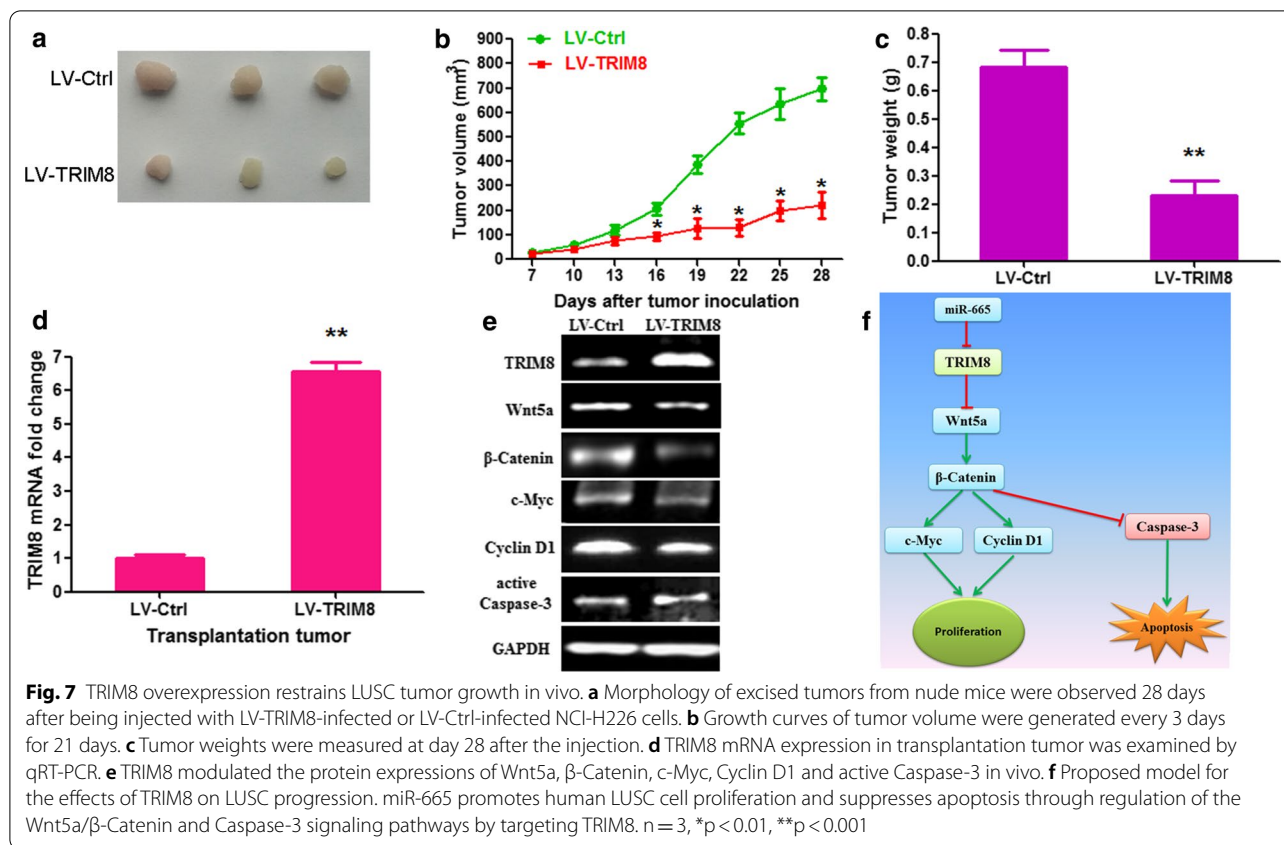 a
LV-Ctrl
LV-TRIM8
b
LV-Ctrl
LV-TRIM8
Tumor volume (mm3)
900
800
700
600
500
400
300
200
100
0
* * * * *
7 10 13 16 19 22 25 28
Days after tumor inoculation
c
Tumor weight (g)
0.8
0.7
0.6
0.5
0.4
0.3
0.2
0.1
0.0
**
LV-Ctrl LV-TRIM8
d
TRIM8 mRNA fold change
7
6
5
4
3
2
1
0
**
LV-Ctrl LV-TRIM8
Transplantation tumor
e
LV-Ctrl LV-TRIM8
TRIM8
Wnt5a
β-Catenin
c-Myc
Cyclin D1
active
Caspase-3
GAPDH
f
miR-665
TRIM8
Wnt5a
β-Catenin
c-Myc Cyclin D1 Caspase-3
Proliferation Apoptosis
Fig. 7 TRIM8 overexpression restrains LUSC tumor growth in vivo. a Morphology of excised tumors from nude mice were observed 28 days
after being injected with LV-TRIM8-infected or LV-Ctrl-infected NCI-H226 cells. b Growth curves of tumor volume were generated every 3 days
for 21 days. c Tumor weights were measured at day 28 after the injection. d TRIM8 mRNA expression in transplantation tumor was examined by
qRT-PCR. e TRIM8 modulated the protein expressions of Wnt5a, β-Catenin, c-Myc, Cyclin D1 and active Caspase-3 in vivo. f Proposed model for
the effects of TRIM8 on LUSC progression. miR-665 promotes human LUSC cell proliferation and suppresses apoptosis through regulation of the
Wnt5a/β-Catenin and Caspase-3 signaling pathways by targeting TRIM8. n = 3, *p < 0.01, **p < 0.001